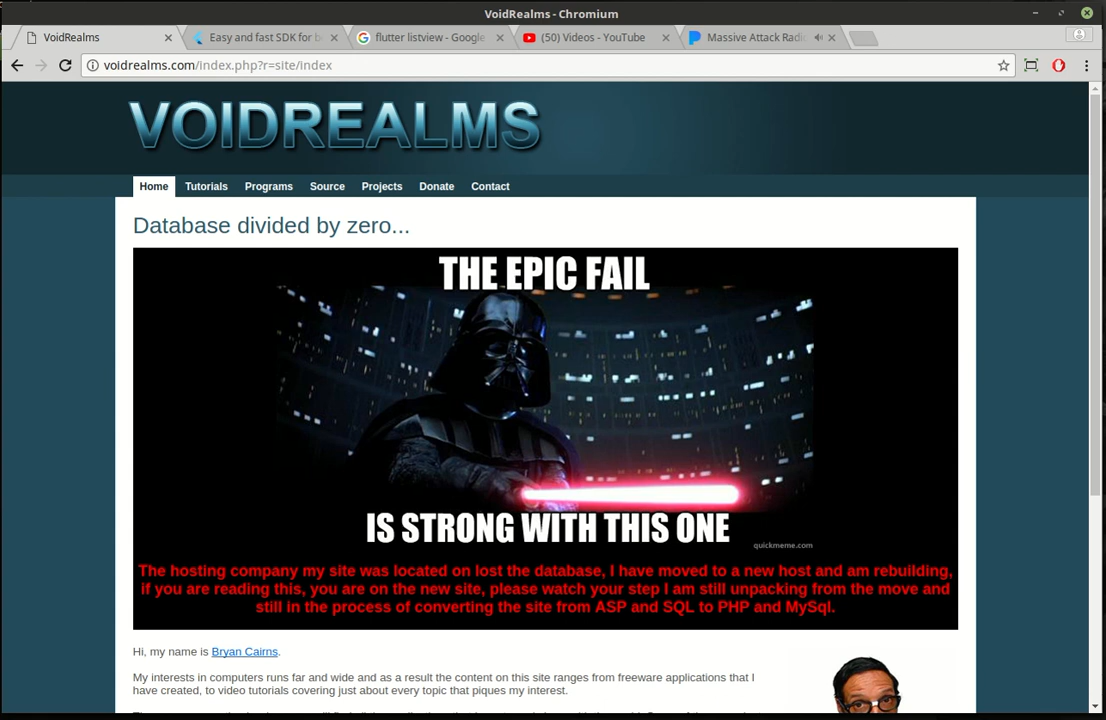 VoidRealms - Chromium
VoidRealms
Easy and fast SDK for b
flutter listview - Google
(50) Videos - YouTube
Massive Attack Radio
voidrealms.com/index.php?r=site/index
VOIDREALMS
Home Tutorials Programs Source Projects Donate Contact
Database divided by zero...
THE EPIC FAIL
IS STRONG WITH THIS ONE
quickmeme.com
The hosting company my site was located on lost the database, I have moved to a new host and am rebuilding,
if you are reading this, you are on the new site, please watch your step I am still unpacking from the move and
still in the process of converting the site from ASP and SQL to PHP and MySql.
Hi, my name is Bryan Cairns.
My interests in computers runs far and wide and as a result the content on this site ranges from freeware applications that I
have created, to video tutorials covering just about every topic that piques my interest.